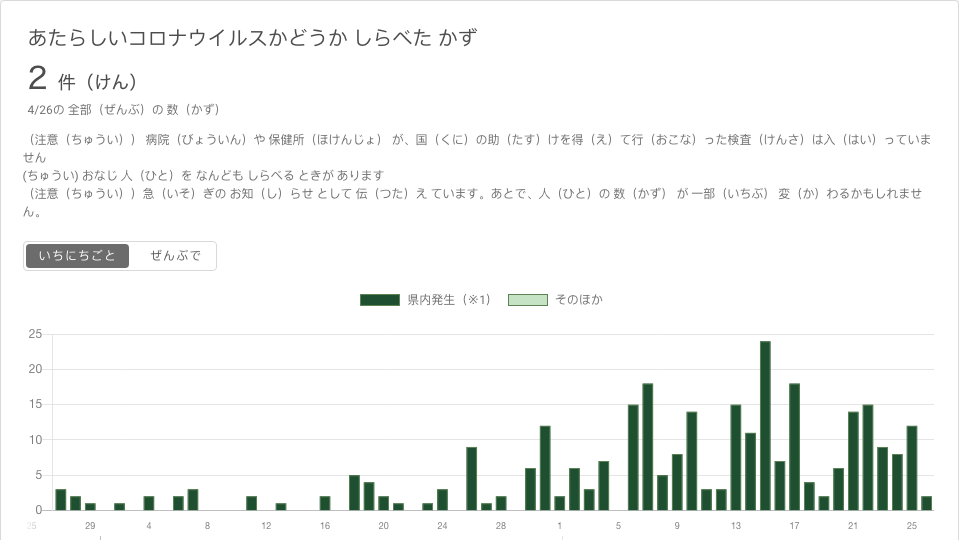 あたらしいコロナウイルスかどうか しらべた かず
2 件（けん）
4/26の 全部（ぜんぶ）の 数（かず）
（注意（ちゅうい）） 病院（びょういん）や 保健所（ほけんじょ） が、国（くに）の助（たす）けを得（え）て行（おこな）った検査（けんさ）は入（はい）っていま
せん
(ちゅうい) おなじ 人（ひと）を なんども しらべる ときが あります
（注意（ちゅうい））急（いそ）ぎの お知（し）らせ として 伝（つた）え ています。あとで、人（ひと）の 数（かず） が 一部（いちぶ） 変（か）わるかもしれませ
ん。
いちにちごと ぜんぶで
県内発生（※1） そのほか
25
20
15
10
5
0
25 29 4 8 12 16 20 24 28 1 5 9 13 17 21 25